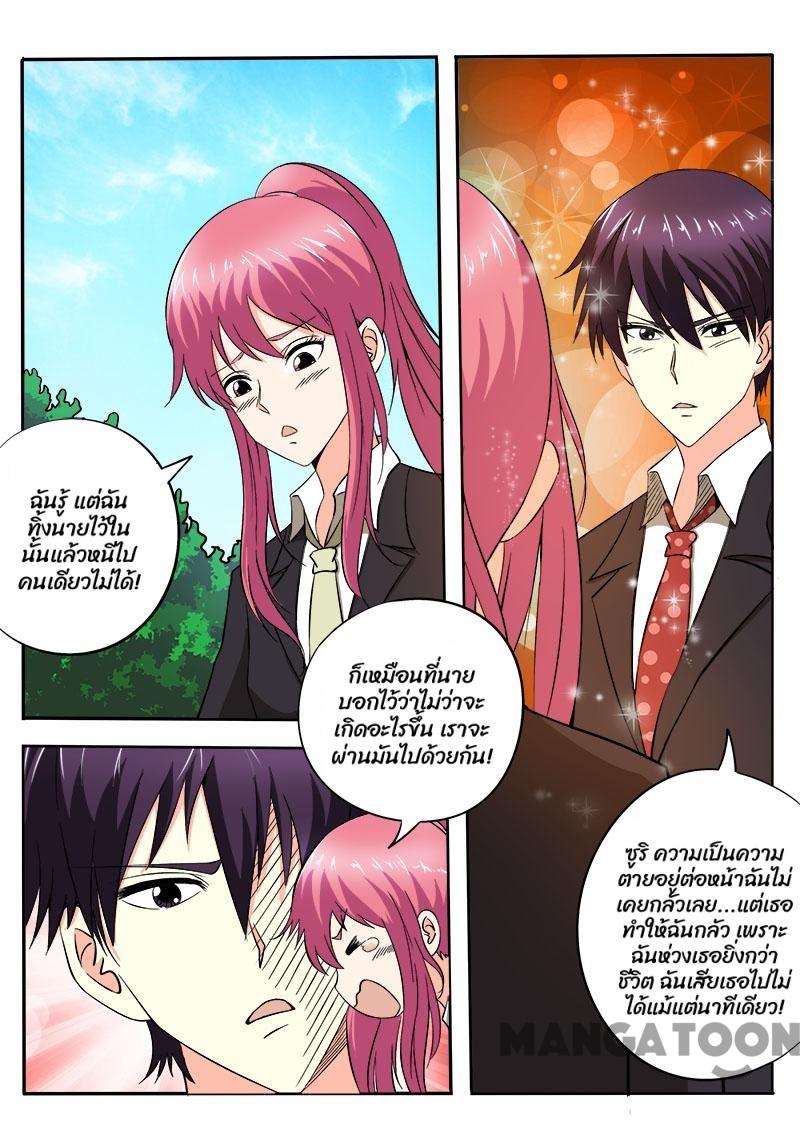 ฉันรู้ แต่ฉัน
ทิ้งนายไว้ใน
นั้นแล้วหนีไป
คนเดียวไม่ได้!
ก็เหมือนที่นาย
บอกไว้ว่าไม่ว่าจะ
เกิดอะไรขึ้น เราจะ
ผ่านมันไปด้วยกัน!
ซูริ ความเป็นความ
ตายอยู่ต่อหน้าฉันไม่
เคยกลัวเลย...แต่เธอ
ทำให้ฉันกลัว เพราะ
ฉันห่วงเธอยิ่งกว่า
ชีวิต ฉันเสียเธอไปไม่
ได้แม้แต่นาทีเดียว!
MANGATOON